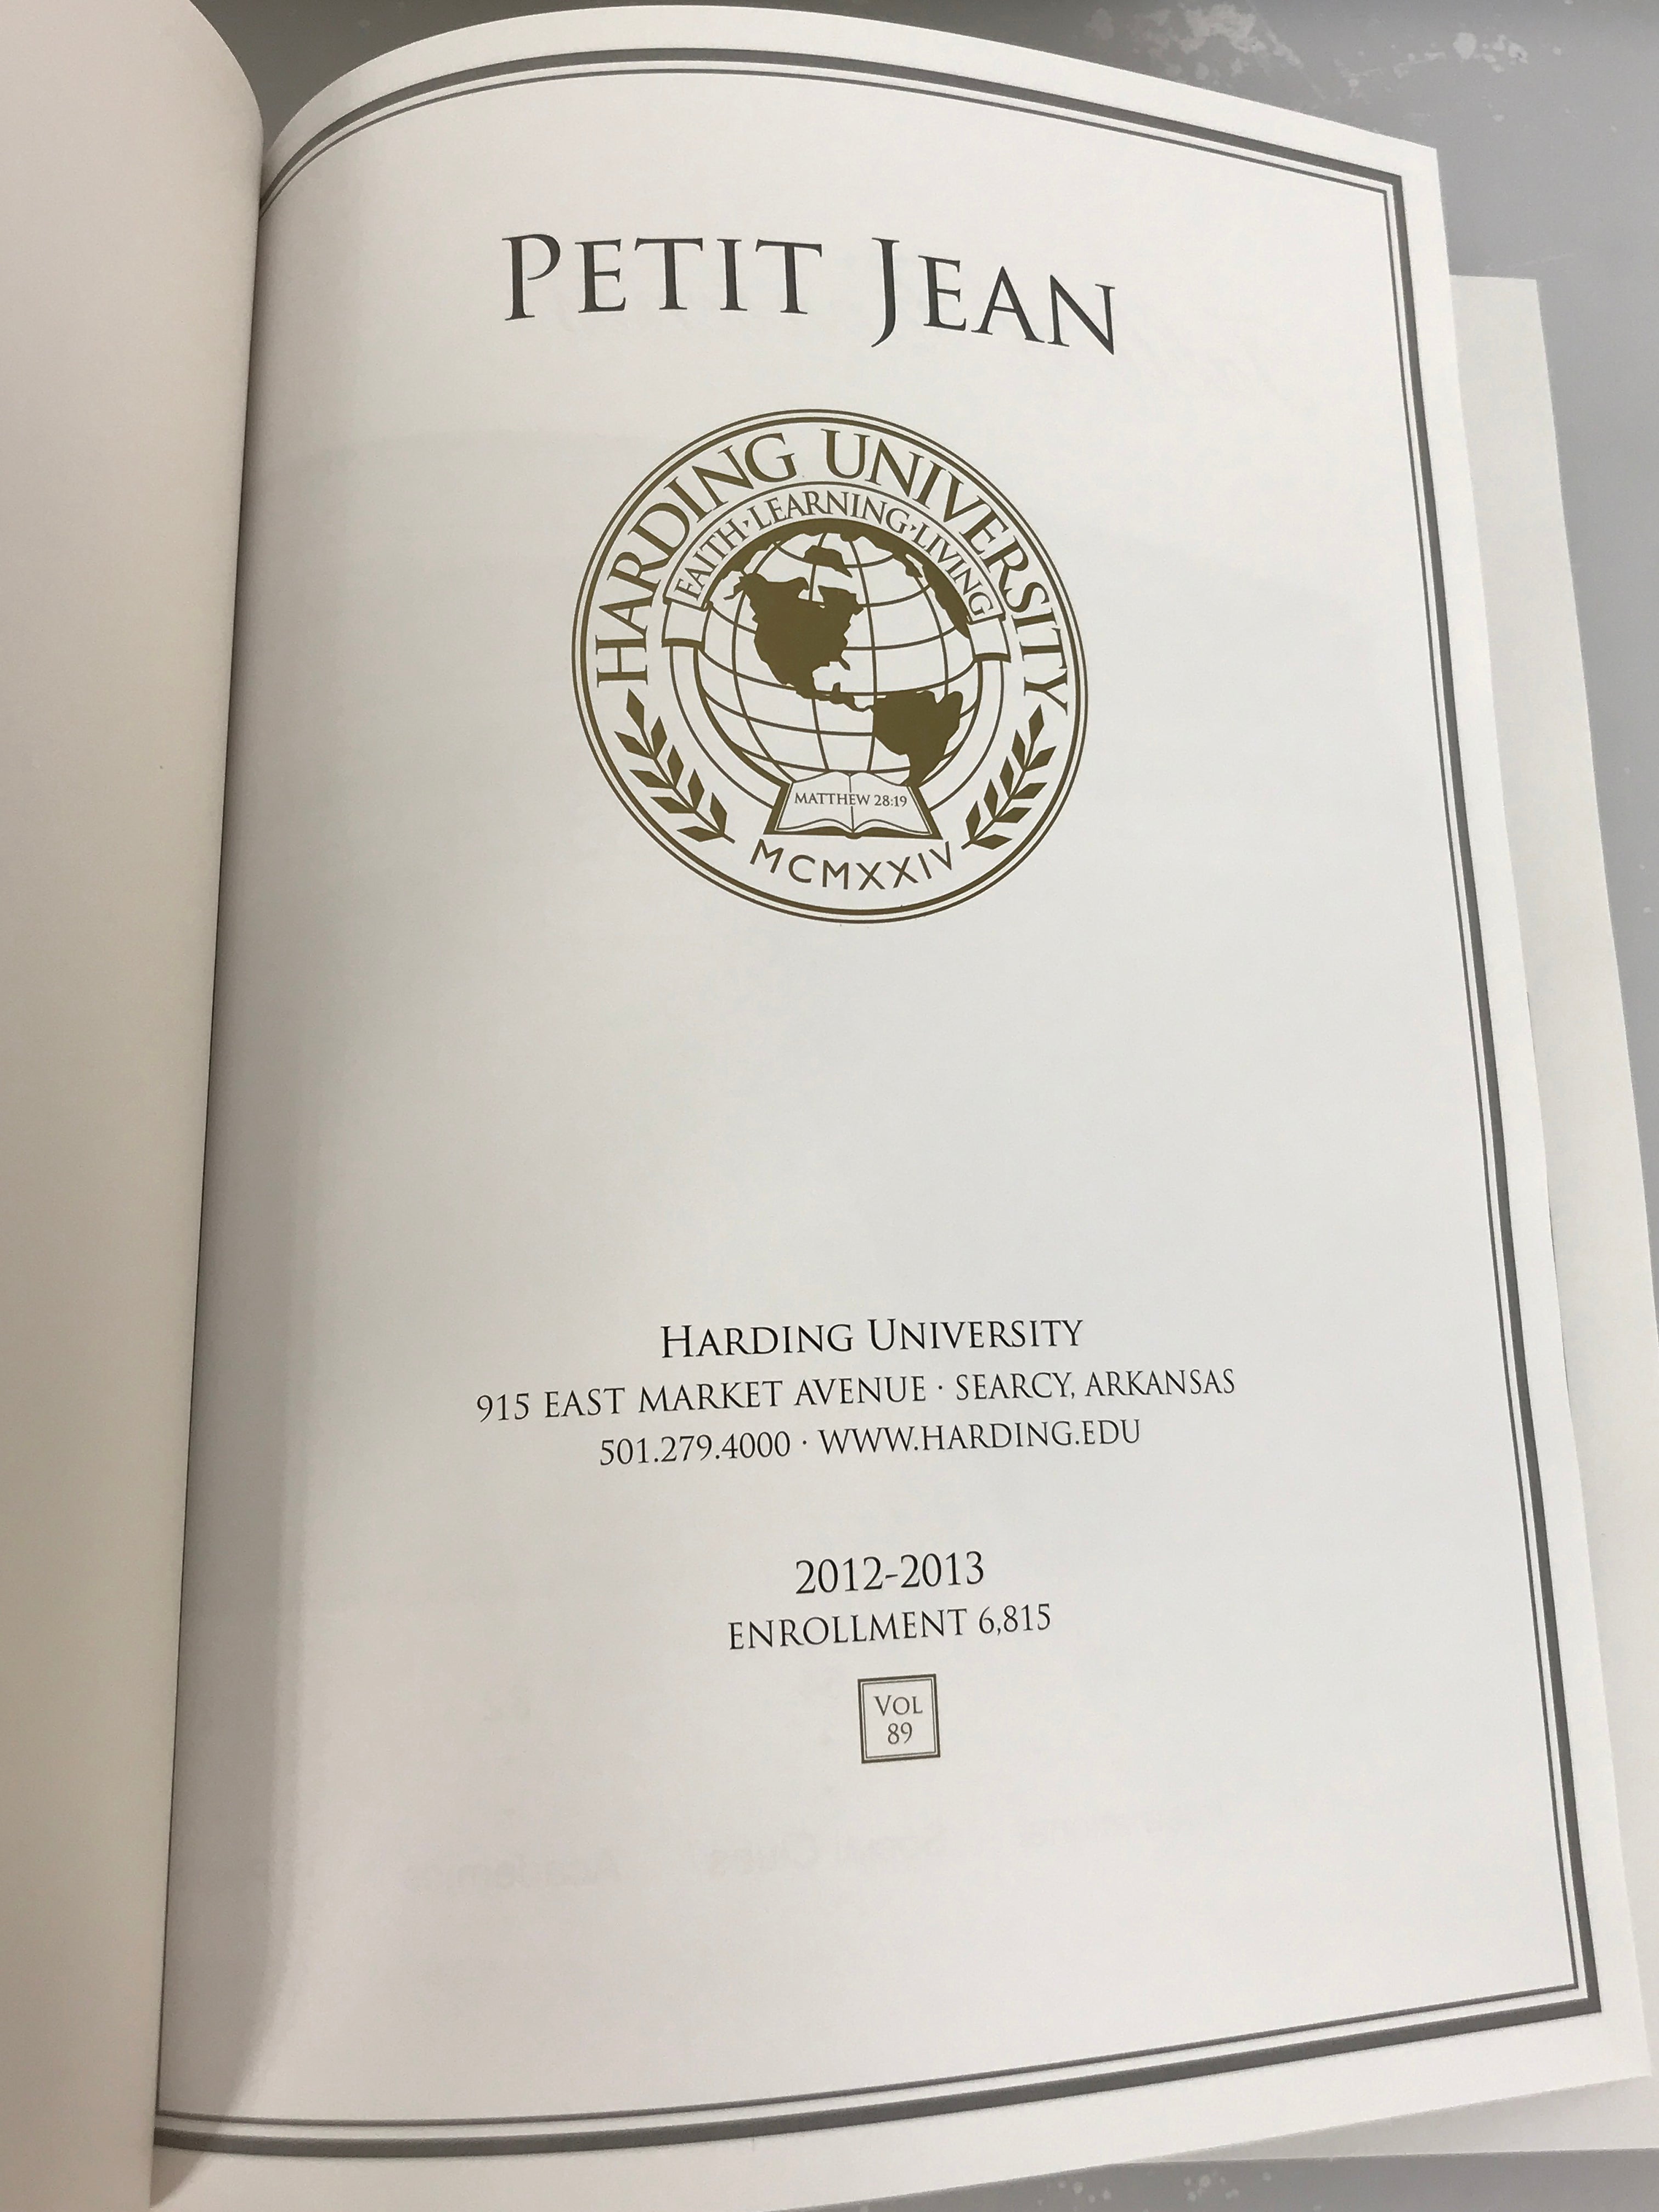 PETIT JEAN
HARDING UNIVERSITY
FAITH·LEARNING·LIVING
MATTHEW 28:19
MCMXXIV
HARDING UNIVERSITY
915 EAST MARKET AVENUE · SEARCY, ARKANSAS
501.279.4000 · WWW.HARDING.EDU
2012-2013
ENROLLMENT 6,815
VOL
89